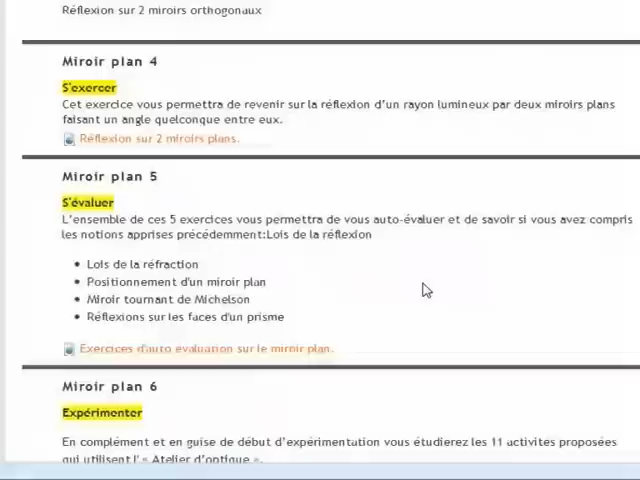 Réflexion sur 2 miroirs orthogonaux
Miroir plan 4
S'exercer
Cet exercice vous permettra de revenir sur la réflexion d'un rayon lumineux par deux miroirs plans
faisant un angle quelconque entre eux.
Réflexion sur 2 miroirs plans.
Miroir plan 5
S'évaluer
L'ensemble de ces 5 exercices vous permettra de vous auto-évaluer et de savoir si vous avez compris
les notions apprises précédemment:Lois de la réflexion
• Lois de la réfraction
• Positionnement d'un miroir plan
• Miroir tournant de Michelson
• Réflexions sur les faces d'un prisme
Exercices d'auto evaluation sur le miroir plan.
Miroir plan 6
Expérimenter
En complément et en guise de début d'expérimentation vous étudierez les 11 activites proposées
qui utilisent l' « Atelier d'optique ».